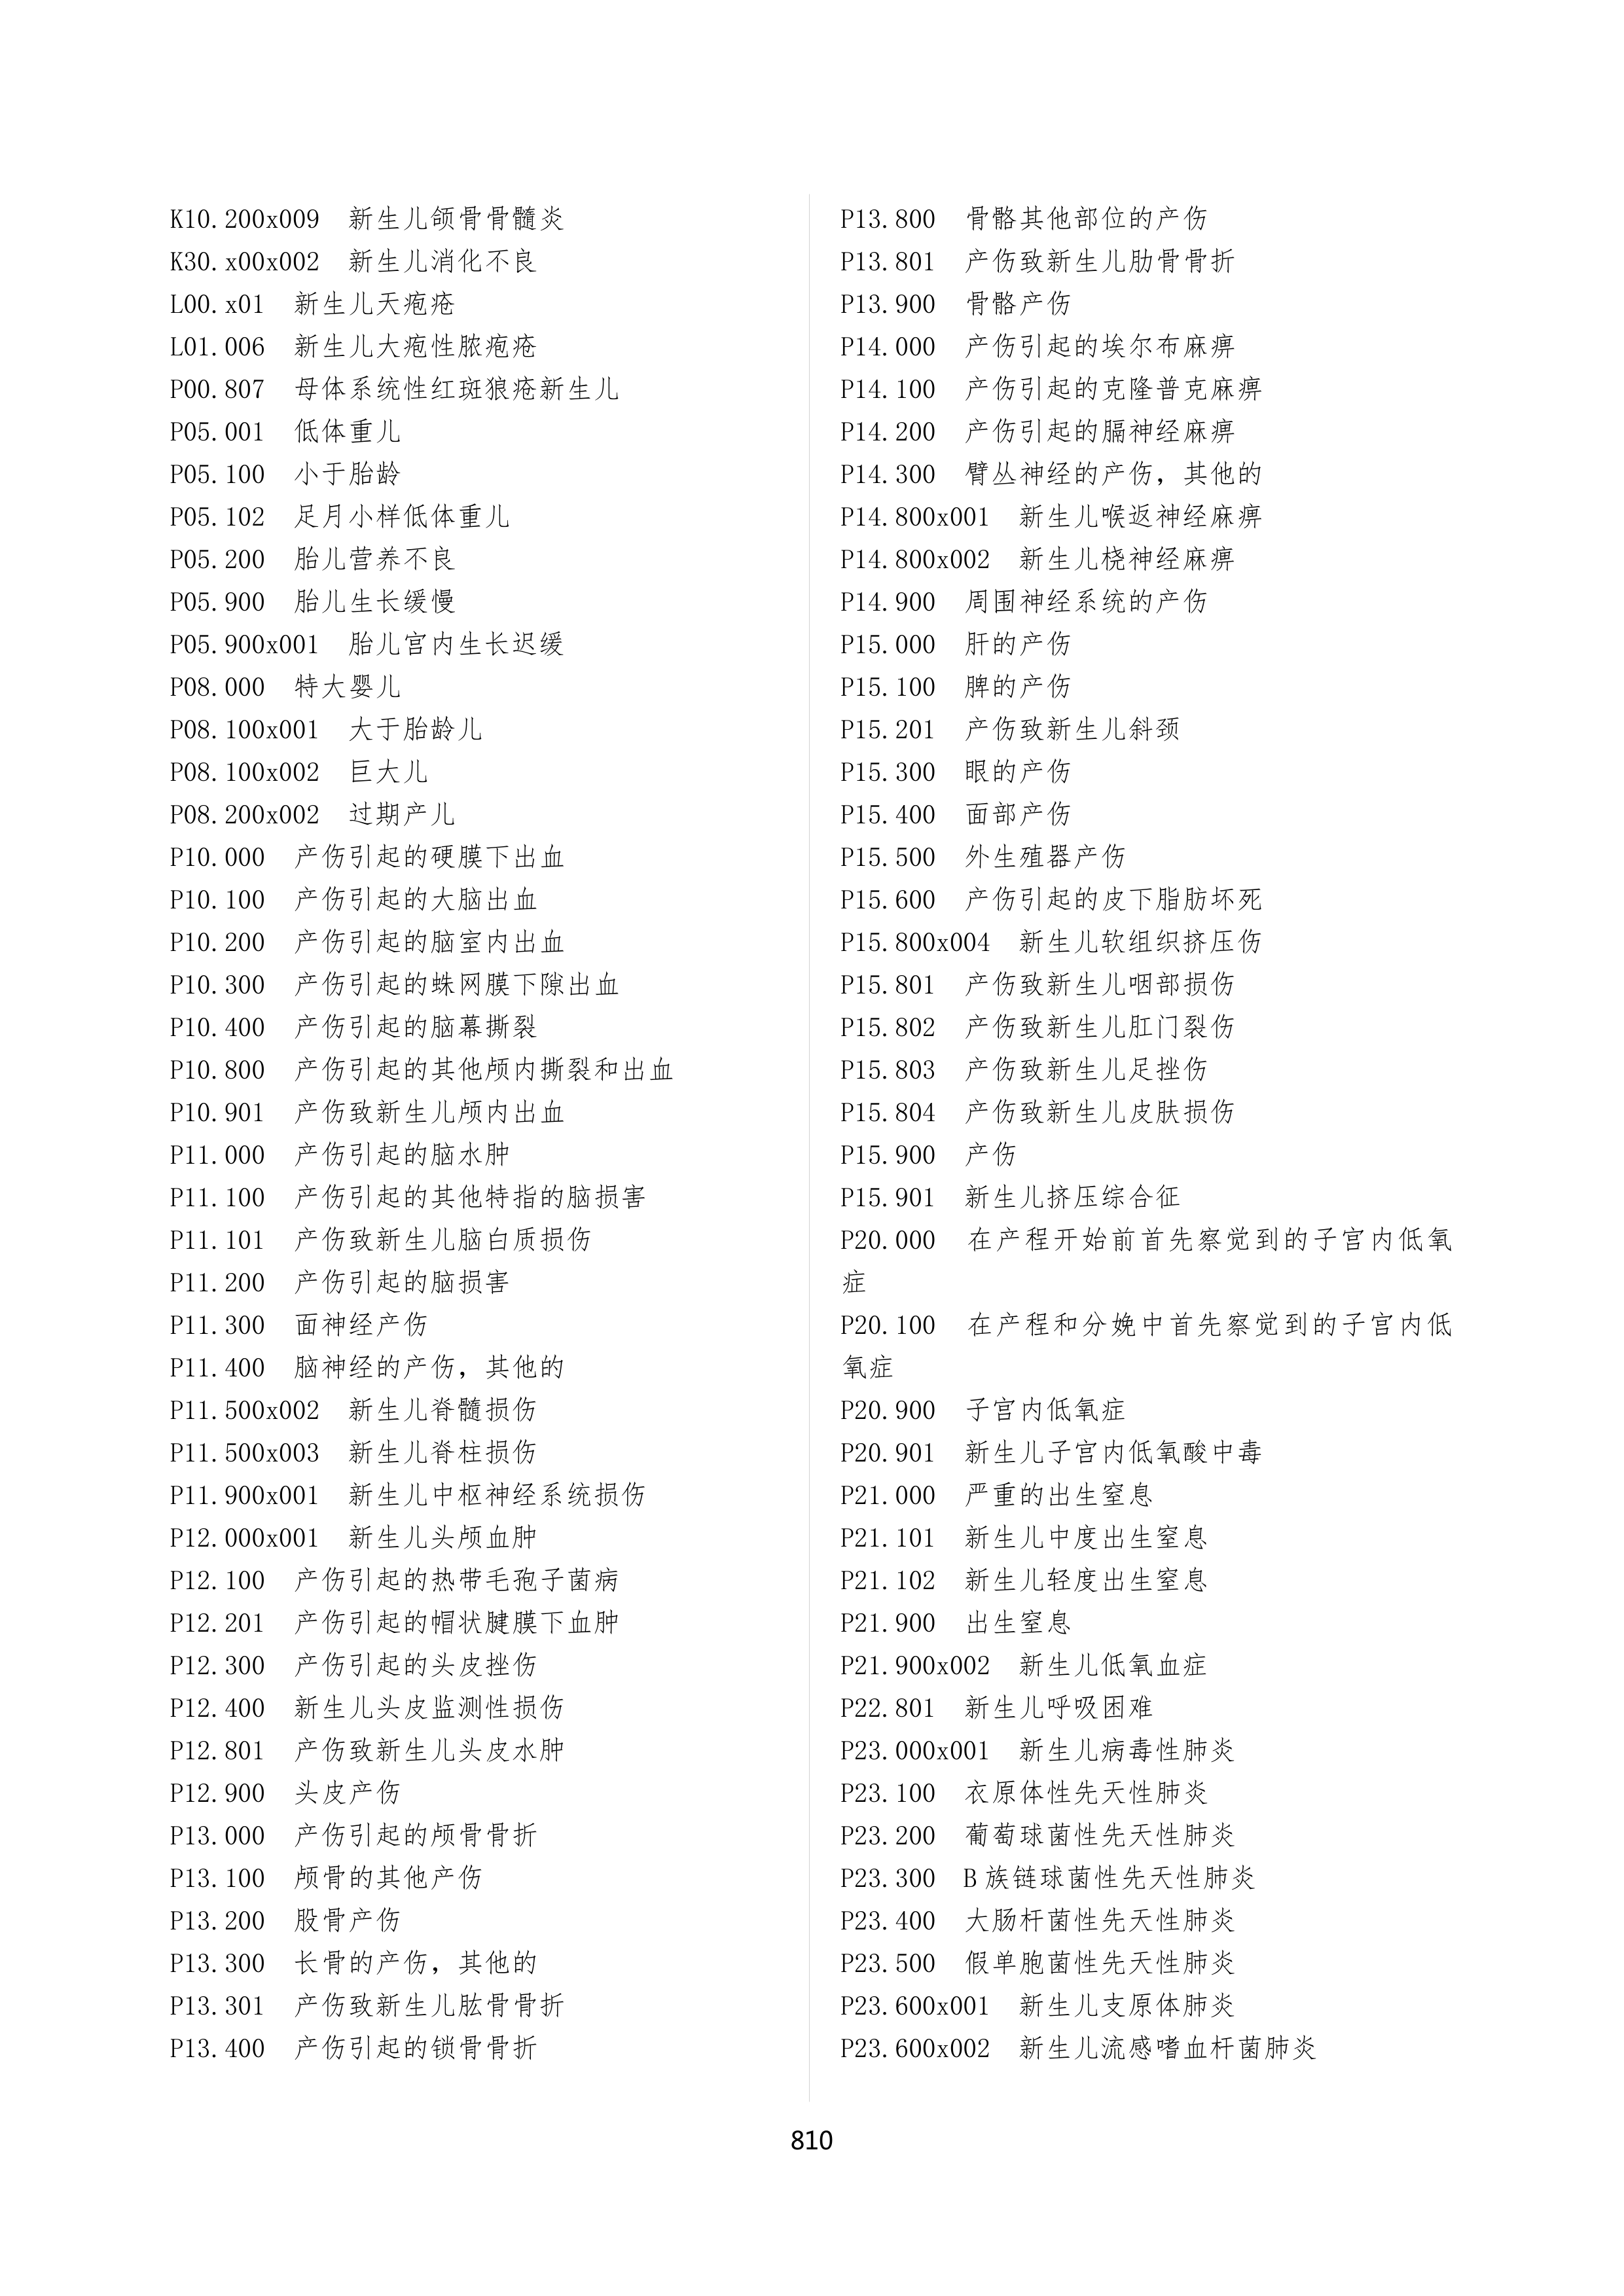 K10.200x009 新生儿颌骨骨髓炎
K30.x00x002 新生儿消化不良
L00.x01 新生儿天疱疮
L01.006 新生儿大疱性脓疱疮
P00.807 母体系统性红斑狼疮新生儿
P05.001 低体重儿
P05.100 小于胎龄
P05.102 足月小样低体重儿
P05.200 胎儿营养不良
P05.900 胎儿生长缓慢
P05.900x001 胎儿宫内生长迟缓
P08.000 特大婴儿
P08.100x001 大于胎龄儿
P08.100x002 巨大儿
P08.200x002 过期产儿
P10.000 产伤引起的硬膜下出血
P10.100 产伤引起的大脑出血
P10.200 产伤引起的脑室内出血
P10.300 产伤引起的蛛网膜下隙出血
P10.400 产伤引起的脑幕撕裂
P10.800 产伤引起的其他颅内撕裂和出血
P10.901 产伤致新生儿颅内出血
P11.000 产伤引起的脑水肿
P11.100 产伤引起的其他特指的脑损害
P11.101 产伤致新生儿脑白质损伤
P11.200 产伤引起的脑损害
P11.300 面神经产伤
P11.400 脑神经的产伤，其他的
P11.500x002 新生儿脊髓损伤
P11.500x003 新生儿脊柱损伤
P11.900x001 新生儿中枢神经系统损伤
P12.000x001 新生儿头颅血肿
P12.100 产伤引起的热带毛孢子菌病
P12.201 产伤引起的帽状腱膜下血肿
P12.300 产伤引起的头皮挫伤
P12.400 新生儿头皮监测性损伤
P12.801 产伤致新生儿头皮水肿
P12.900 头皮产伤
P13.000 产伤引起的颅骨骨折
P13.100 颅骨的其他产伤
P13.200 股骨产伤
P13.300 长骨的产伤，其他的
P13.301 产伤致新生儿肱骨骨折
P13.400 产伤引起的锁骨骨折
P13.800 骨骼其他部位的产伤
P13.801 产伤致新生儿肋骨骨折
P13.900 骨骼产伤
P14.000 产伤引起的埃尔布麻痹
P14.100 产伤引起的克隆普克麻痹
P14.200 产伤引起的膈神经麻痹
P14.300 臂丛神经的产伤，其他的
P14.800x001 新生儿喉返神经麻痹
P14.800x002 新生儿桡神经麻痹
P14.900 周围神经系统的产伤
P15.000 肝的产伤
P15.100 脾的产伤
P15.201 产伤致新生儿斜颈
P15.300 眼的产伤
P15.400 面部产伤
P15.500 外生殖器产伤
P15.600 产伤引起的皮下脂肪坏死
P15.800x004 新生儿软组织挤压伤
P15.801 产伤致新生儿咽部损伤
P15.802 产伤致新生儿肛门裂伤
P15.803 产伤致新生儿足挫伤
P15.804 产伤致新生儿皮肤损伤
P15.900 产伤
P15.901 新生儿挤压综合征
P20.000 在产程开始前首先察觉到的子宫内低氧
症
P20.100 在产程和分娩中首先察觉到的子宫内低
氧症
P20.900 子宫内低氧症
P20.901 新生儿子宫内低氧酸中毒
P21.000 严重的出生窒息
P21.101 新生儿中度出生窒息
P21.102 新生儿轻度出生窒息
P21.900 出生窒息
P21.900x002 新生儿低氧血症
P22.801 新生儿呼吸困难
P23.000x001 新生儿病毒性肺炎
P23.100 衣原体性先天性肺炎
P23.200 葡萄球菌性先天性肺炎
P23.300 B 族链球菌性先天性肺炎
P23.400 大肠杆菌性先天性肺炎
P23.500 假单胞菌性先天性肺炎
P23.600x001 新生儿支原体肺炎
P23.600x002 新生儿流感嗜血杆菌肺炎
810